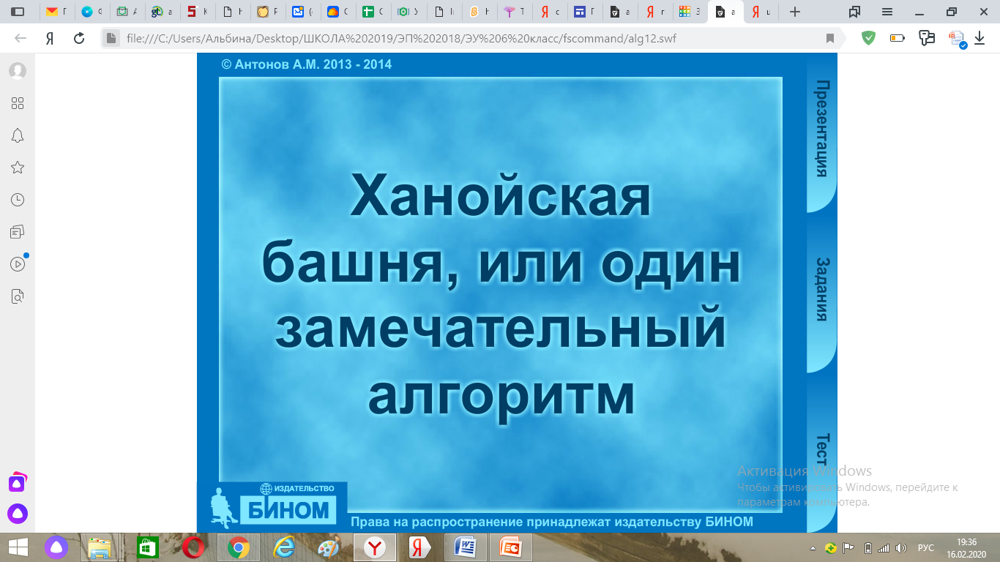 file:///C:/Users/Альбина/Desktop/ШКОЛА%202019/ЭП%202018/ЭУ%206%20класс/fscommand/alg12.swf
© Антонов А.М. 2013 - 2014
Презентация
Ханойская
башня, или один
замечательный
алгоритм
Задания
Тест
Активация Windows
Чтобы активировать Windows, перейдите к
параметрам компьютера.
ИЗДАТЕЛЬСТВО
БИНОМ
Права на распространение принадлежат издательству БИНОМ
РУС
19:36
16.02.2020